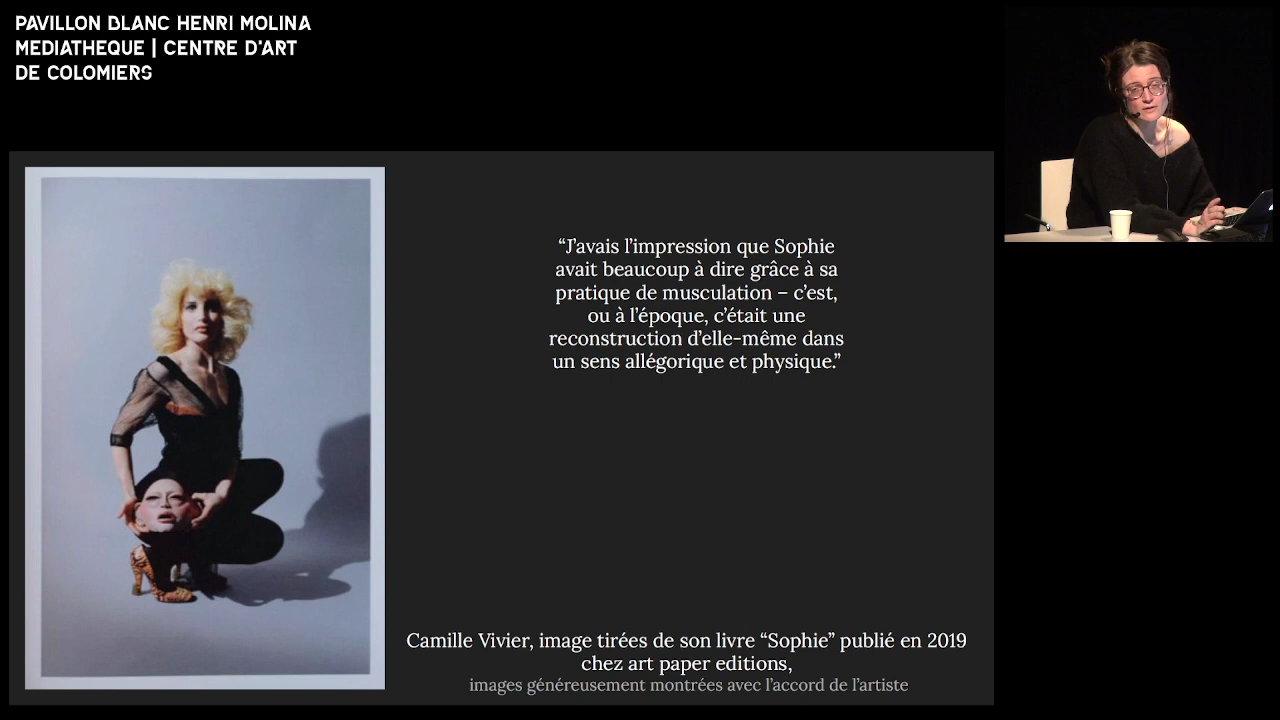 PAVILLON BLANC HENRI MOLINA
MEDIATHEQUE | CENTRE D'ART
DE COLOMIERS
“J’avais l’impression que Sophie
avait beaucoup à dire grâce à sa
pratique de musculation – c’est,
ou à l’époque, c’était une
reconstruction d’elle-même dans
un sens allégorique et physique.”
Camille Vivier, image tirées de son livre “Sophie” publié en 2019
chez art paper editions,
images généreusement montrées avec l’accord de l’artiste